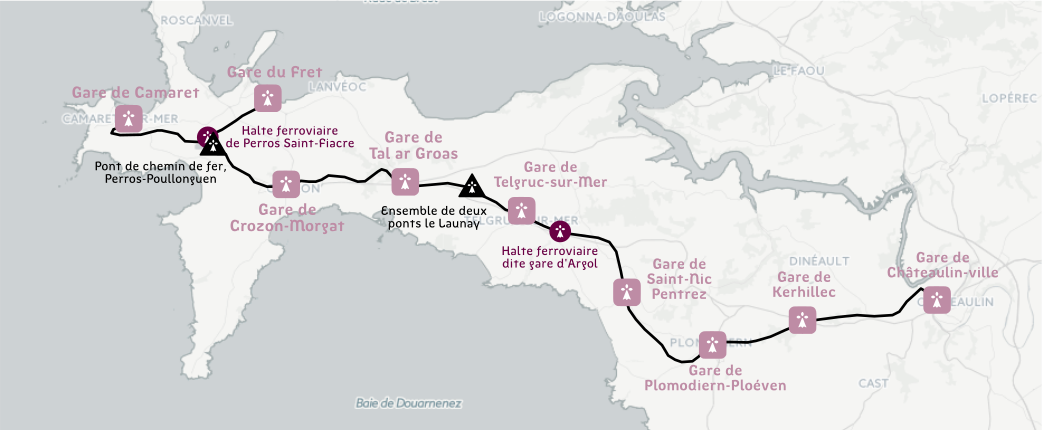 ROSCANVEL
LOGONNA-DAOULAS
LE FAOU
LOPÉREC
Gare du Fret
LANVÉOC
Gare de Camaret
CAMARET-SUR-MER
Halte ferroviaire
de Perros Saint-Fiacre
Pont de chemin de fer,
Perros-Poullonguen
Gare de
Tal ar Groas
Gare de
Telgruc-sur-Mer
Gare de
Crozon-Morgat
Ensemble de deux
ponts le Launay
Halte ferroviaire
dite gare d'Argol
Gare de
Saint-Nic
Pentrez
DINÉAULT
Gare de
Kerhillec
Gare de
Châteaulin-ville
Gare de
Plomodiern-Ploéven
CAST
Baie de Douarnenez